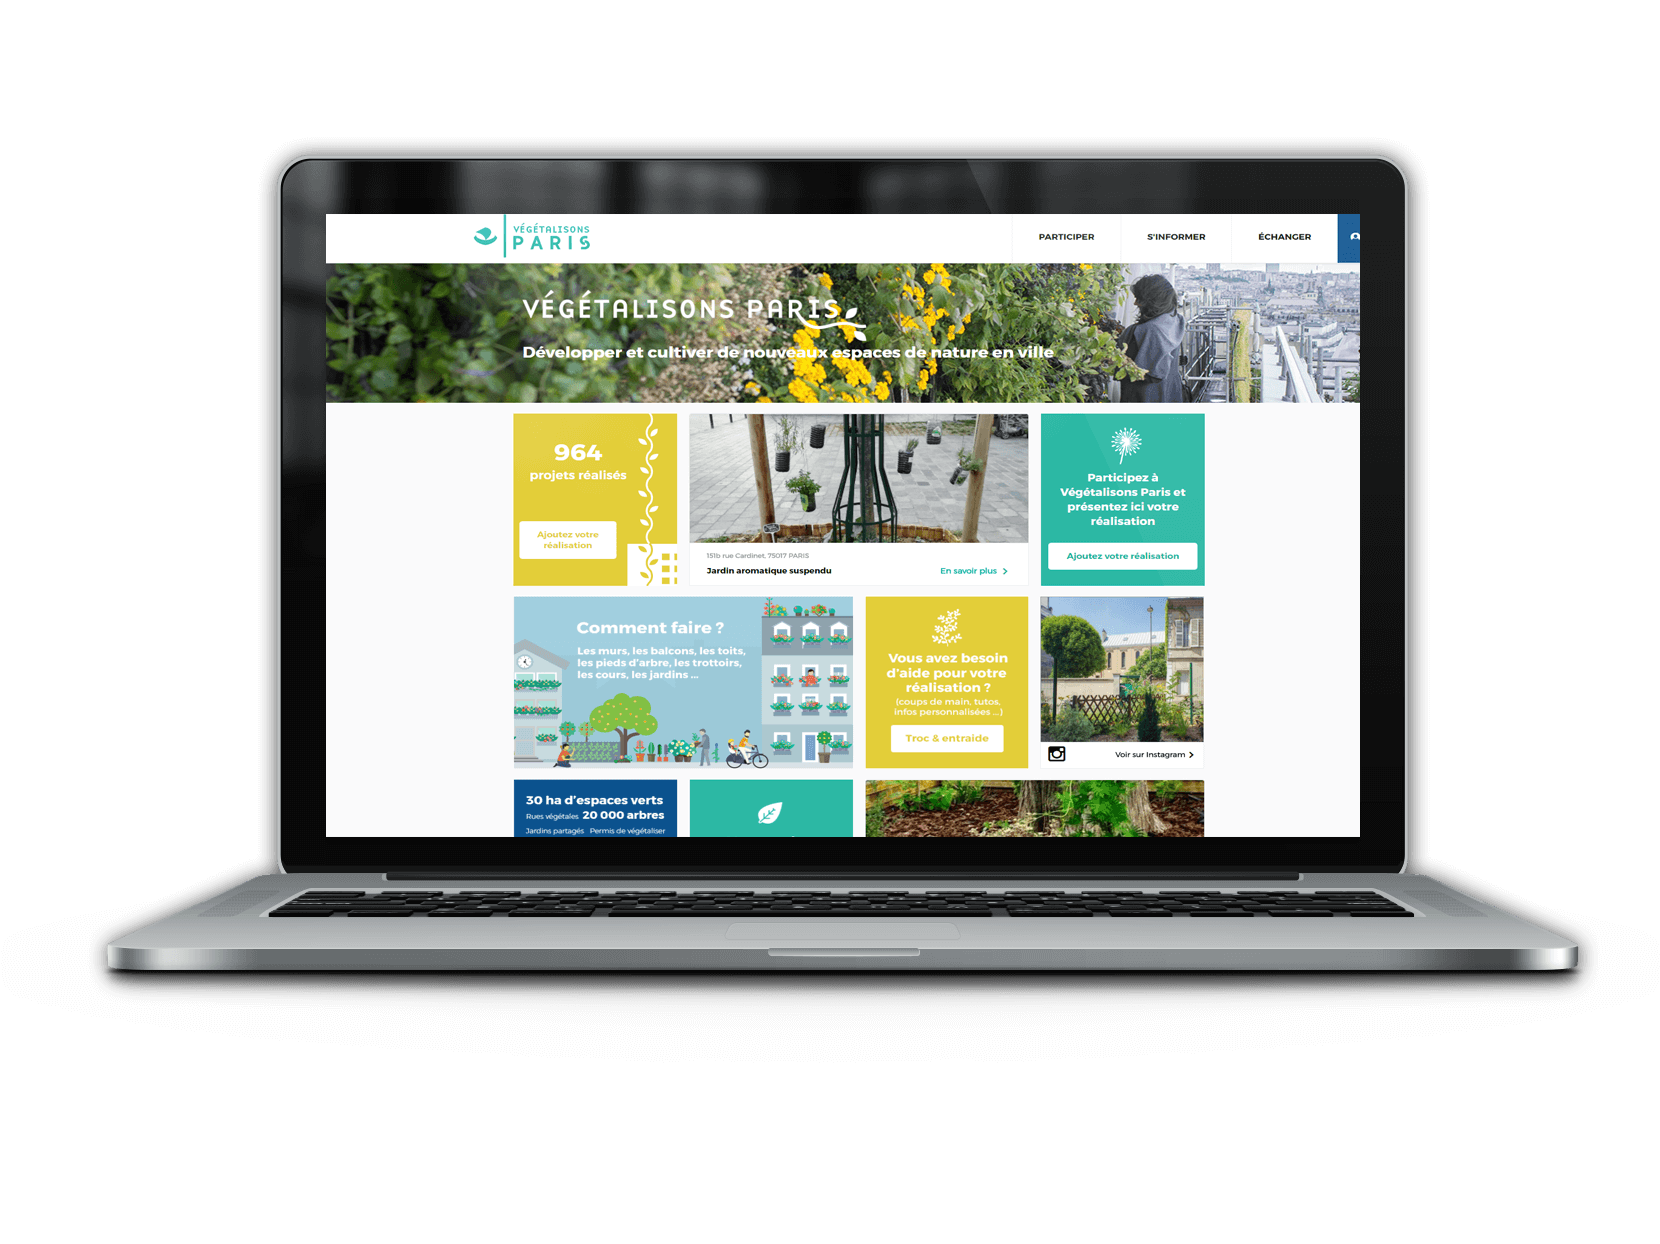 VÉGÉTALISONS
PARIS
PARTICIPER
S'INFORMER
ÉCHANGER
VÉGÉTALISONS PARIS
Développer et cultiver de nouveaux espaces de nature en ville
964
projets réalisés
Ajoutez votre
réalisation
151b rue Cardinet, 75017 PARIS
Jardin aromatique suspendu
En savoir plus
Participez à
Végétalisons Paris et
présentez ici votre
réalisation
Ajoutez votre réalisation
Comment faire ?
Les murs, les balcons, les toits,
les pieds d'arbre, les trottoirs,
les cours, les jardins ...
Vous avez besoin
d'aide pour votre
réalisation ?
(coups de main, tutos,
infos personnalisées ...)
Troc & entraide
Voir sur Instagram
30 ha d'espaces verts
Rues végétales 20 000 arbres
Jardins partagés Permis de végétaliser